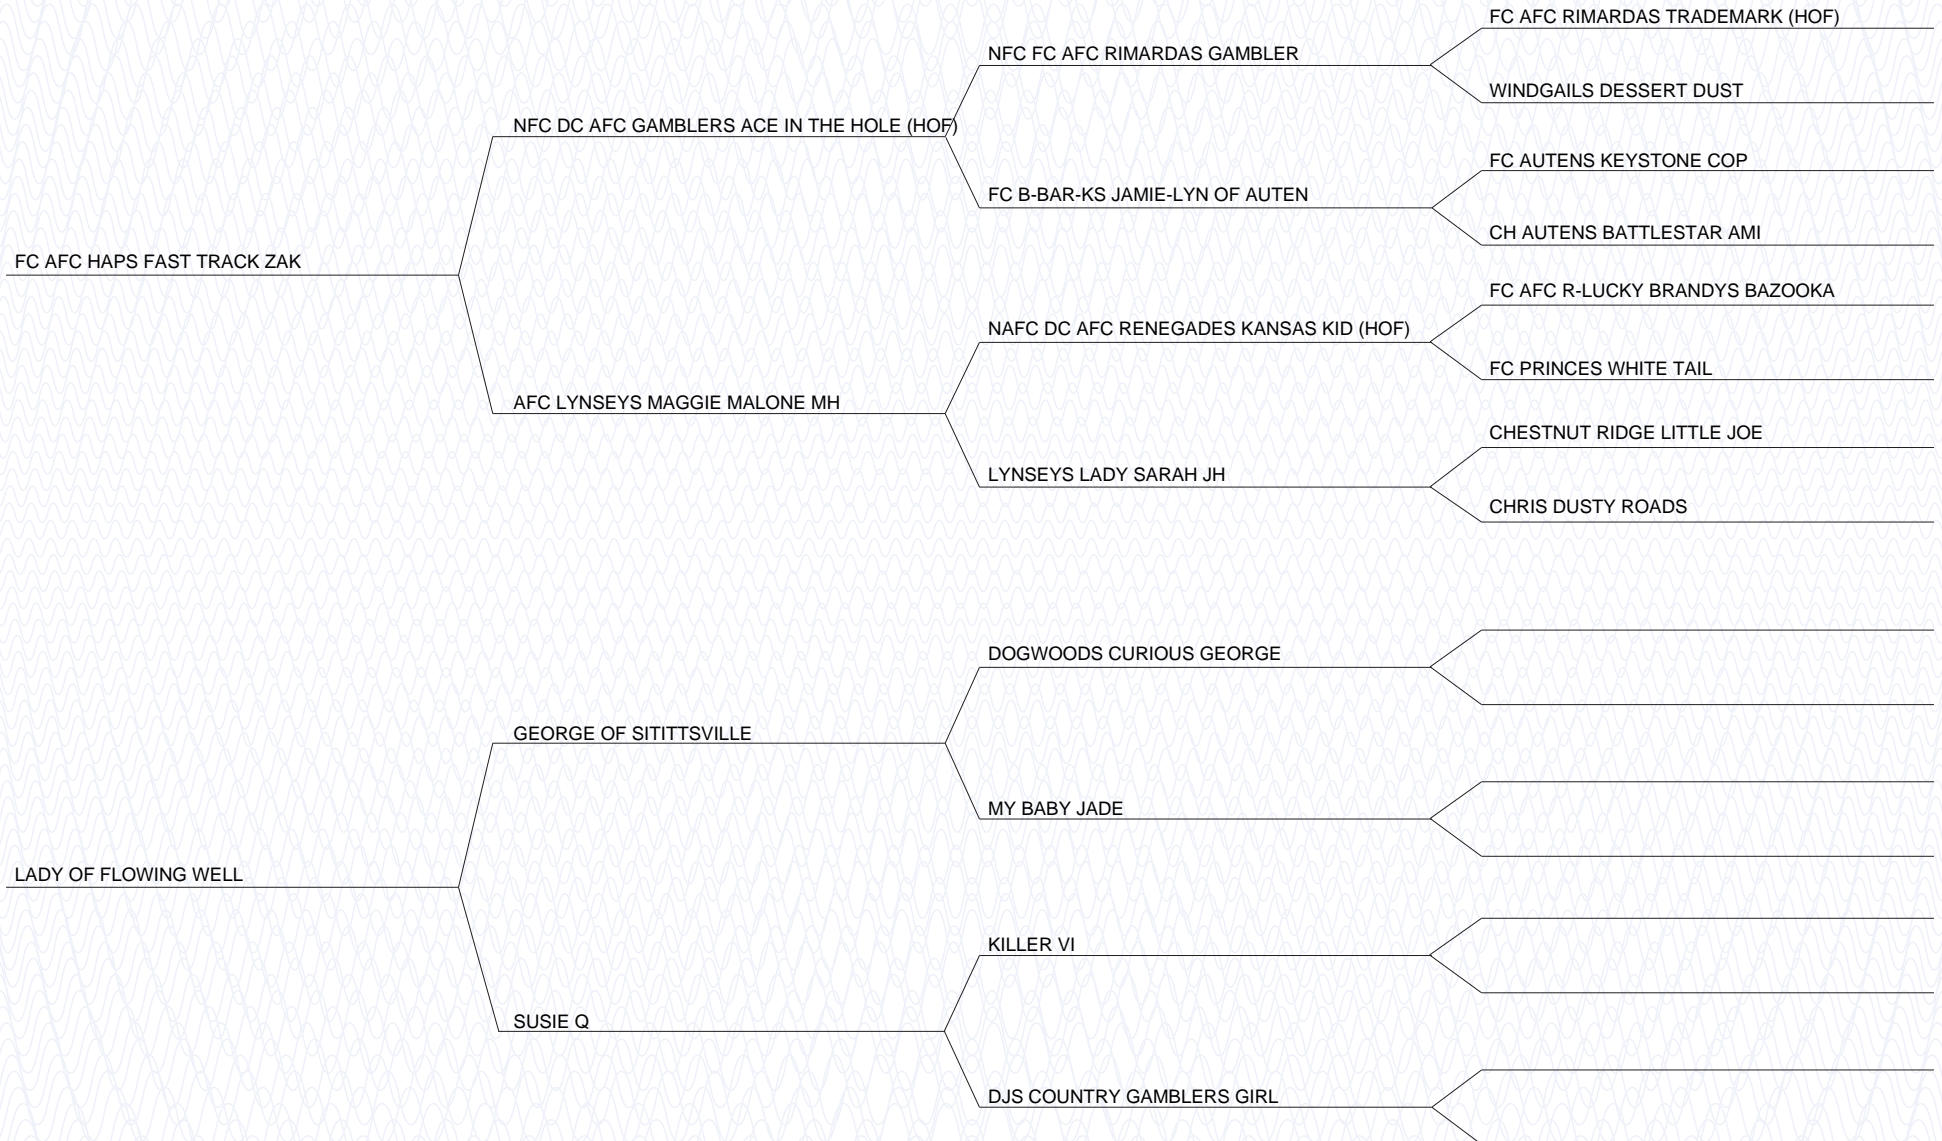 FC AFC RIMARDAS TRADEMARK (HOF)
NFC FC AFC RIMARDAS GAMBLER
WINDGAILS DESSERT DUST
NFC DC AFC GAMBLERS ACE IN THE HOLE (HOF)
FC AUTENS KEYSTONE COP
FC B-BAR-KS JAMIE-LYN OF AUTEN
CH AUTENS BATTLESTAR AMI
FC AFC HAPS FAST TRACK ZAK
FC AFC R-LUCKY BRANDYS BAZOOKA
NAFC DC AFC RENEGADES KANSAS KID (HOF)
FC PRINCES WHITE TAIL
AFC LYNSEYS MAGGIE MALONE MH
CHESTNUT RIDGE LITTLE JOE
LYNSEYS LADY SARAH JH
CHRIS DUSTY ROADS
DOGWOODS CURIOUS GEORGE
GEORGE OF SITITTSVILLE
MY BABY JADE
LADY OF FLOWING WELL
KILLER VI
SUSIE Q
DJS COUNTRY GAMBLERS GIRL